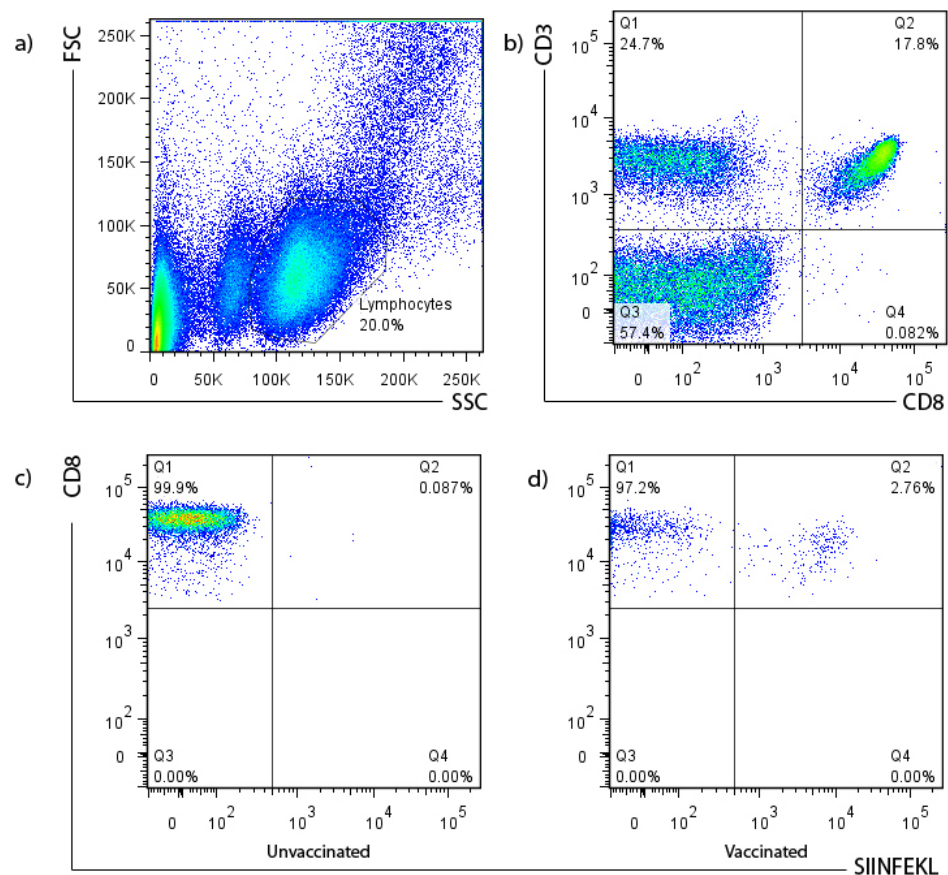 a)
FSC
250K
200K
150K
100K
50K
0
Lymphocytes
20.0%
0 50K 100K 150K 200K 250K
SSC
b)
CD3
Q1
24.7%
Q2
17.8%
10^5
10^4
10^3
10^2
0
Q3
57.4%
Q4
0.082%
0 10^2 10^3 10^4 10^5
CD8
c)
CD8
Q1
99.9%
Q2
0.087%
10^5
10^4
10^3
10^2
0
Q3
0.00%
Q4
0.00%
0 10^2 10^3 10^4 10^5
Unvaccinated
d)
Q1
97.2%
Q2
2.76%
10^5
10^4
10^3
10^2
0
Q3
0.00%
Q4
0.00%
0 10^2 10^3 10^4 10^5
Vaccinated
SIINFEKL